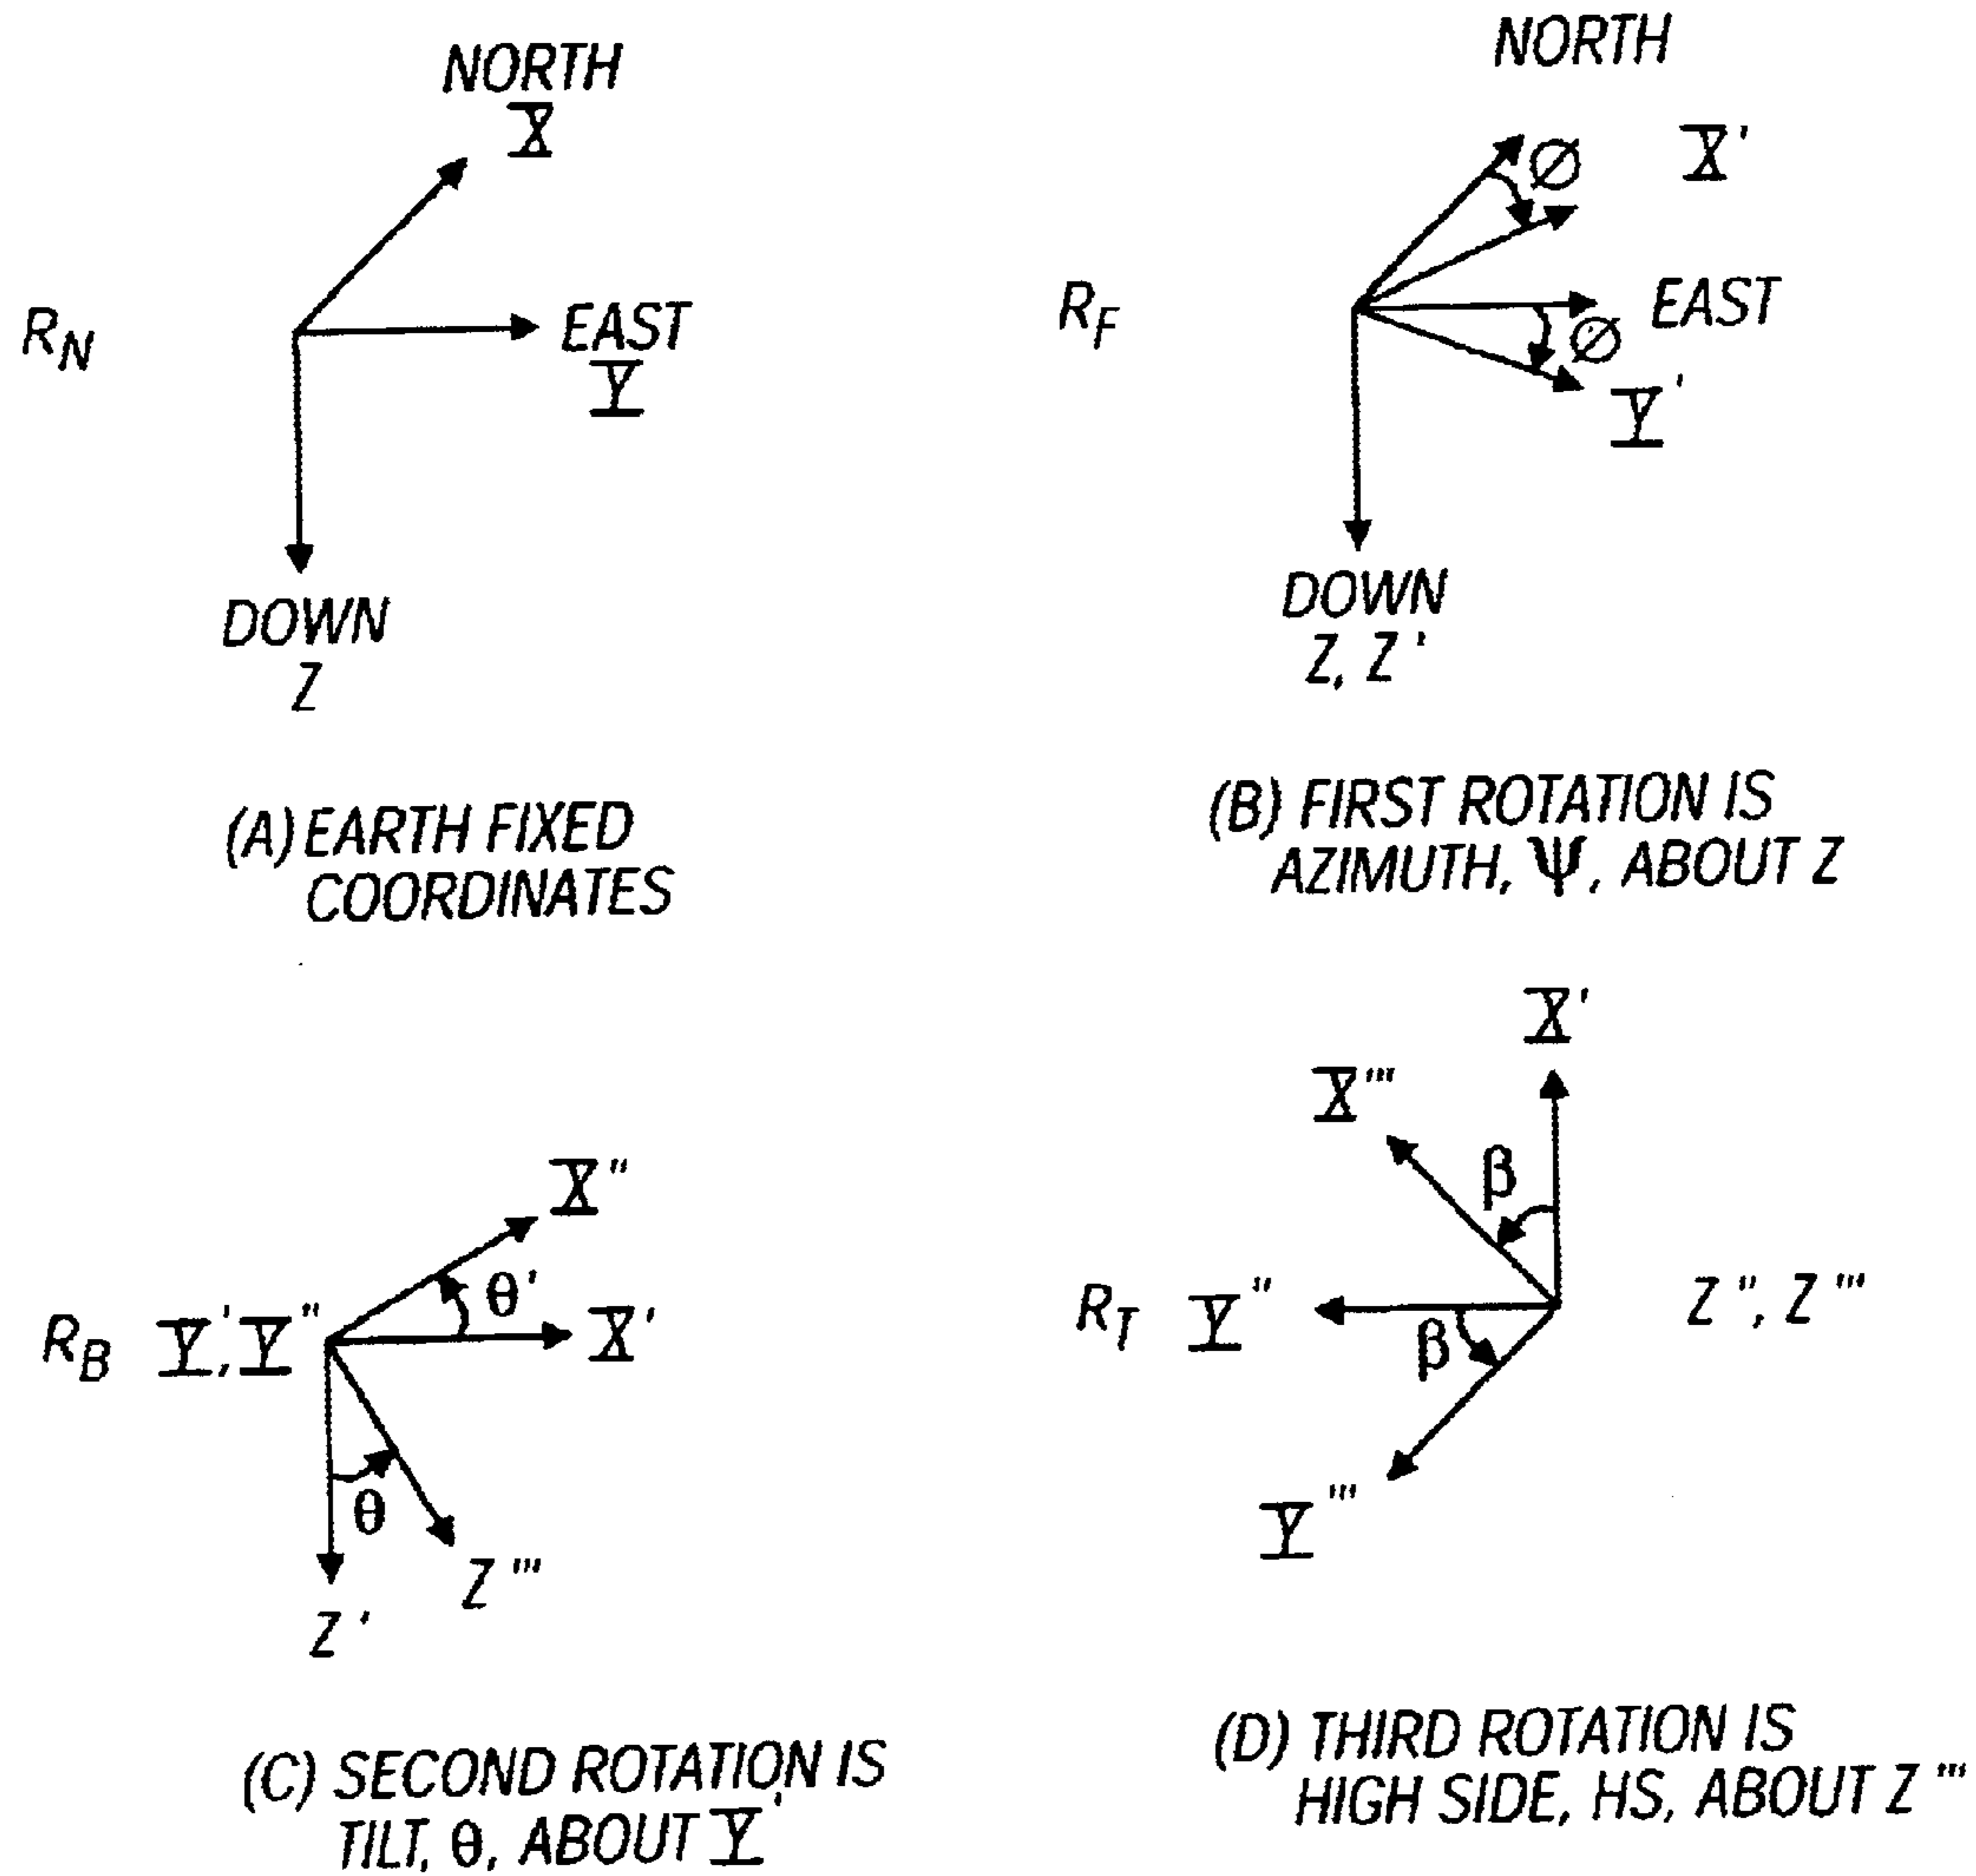 NORTH
X
R_N
EAST
Y
DOWN
Z
(A) EARTH FIXED
COORDINATES
NORTH
Ø
X'
R_F
EAST
Ø
Y'
DOWN
Z, Z'
(B) FIRST ROTATION IS
AZIMUTH, Ψ, ABOUT Z
X"
θ'
R_B Y', Y"
X'
θ
Z'''
Z'
(C) SECOND ROTATION IS
TILT, θ, ABOUT Y'
X'
X'''
β
R_T Y"
Z", Z'''
β
Y'''
(D) THIRD ROTATION IS
HIGH SIDE, HS, ABOUT Z'''